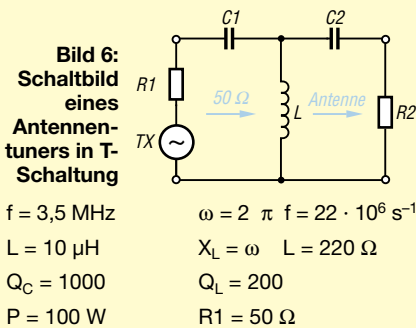 Bild 6:
Schaltbild
eines
Antennen-
tuners in T-
Schaltung
C1
C2
R1
50 Ω
L
Antenne
R2
TX
~
f = 3,5 MHz
ω = 2 π f = 22 · 10⁶ s⁻¹
L = 10 µH
X_L = ω L = 220 Ω
Q_C = 1000
Q_L = 200
P = 100 W
R1 = 50 Ω